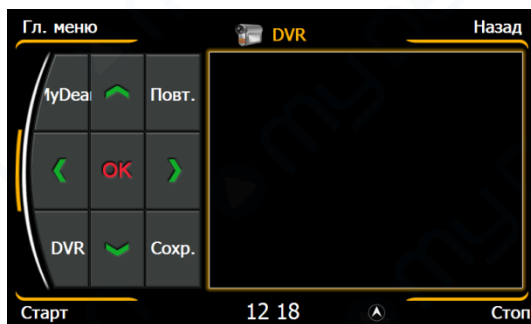 Гл. меню
DVR
Назад
Повт.
OK
DVR
Сохр.
Старт
12 18
Стоп